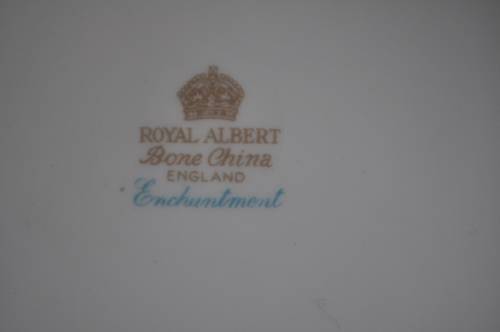 ROYAL ALBERT
Bone China
ENGLAND
Enchantment